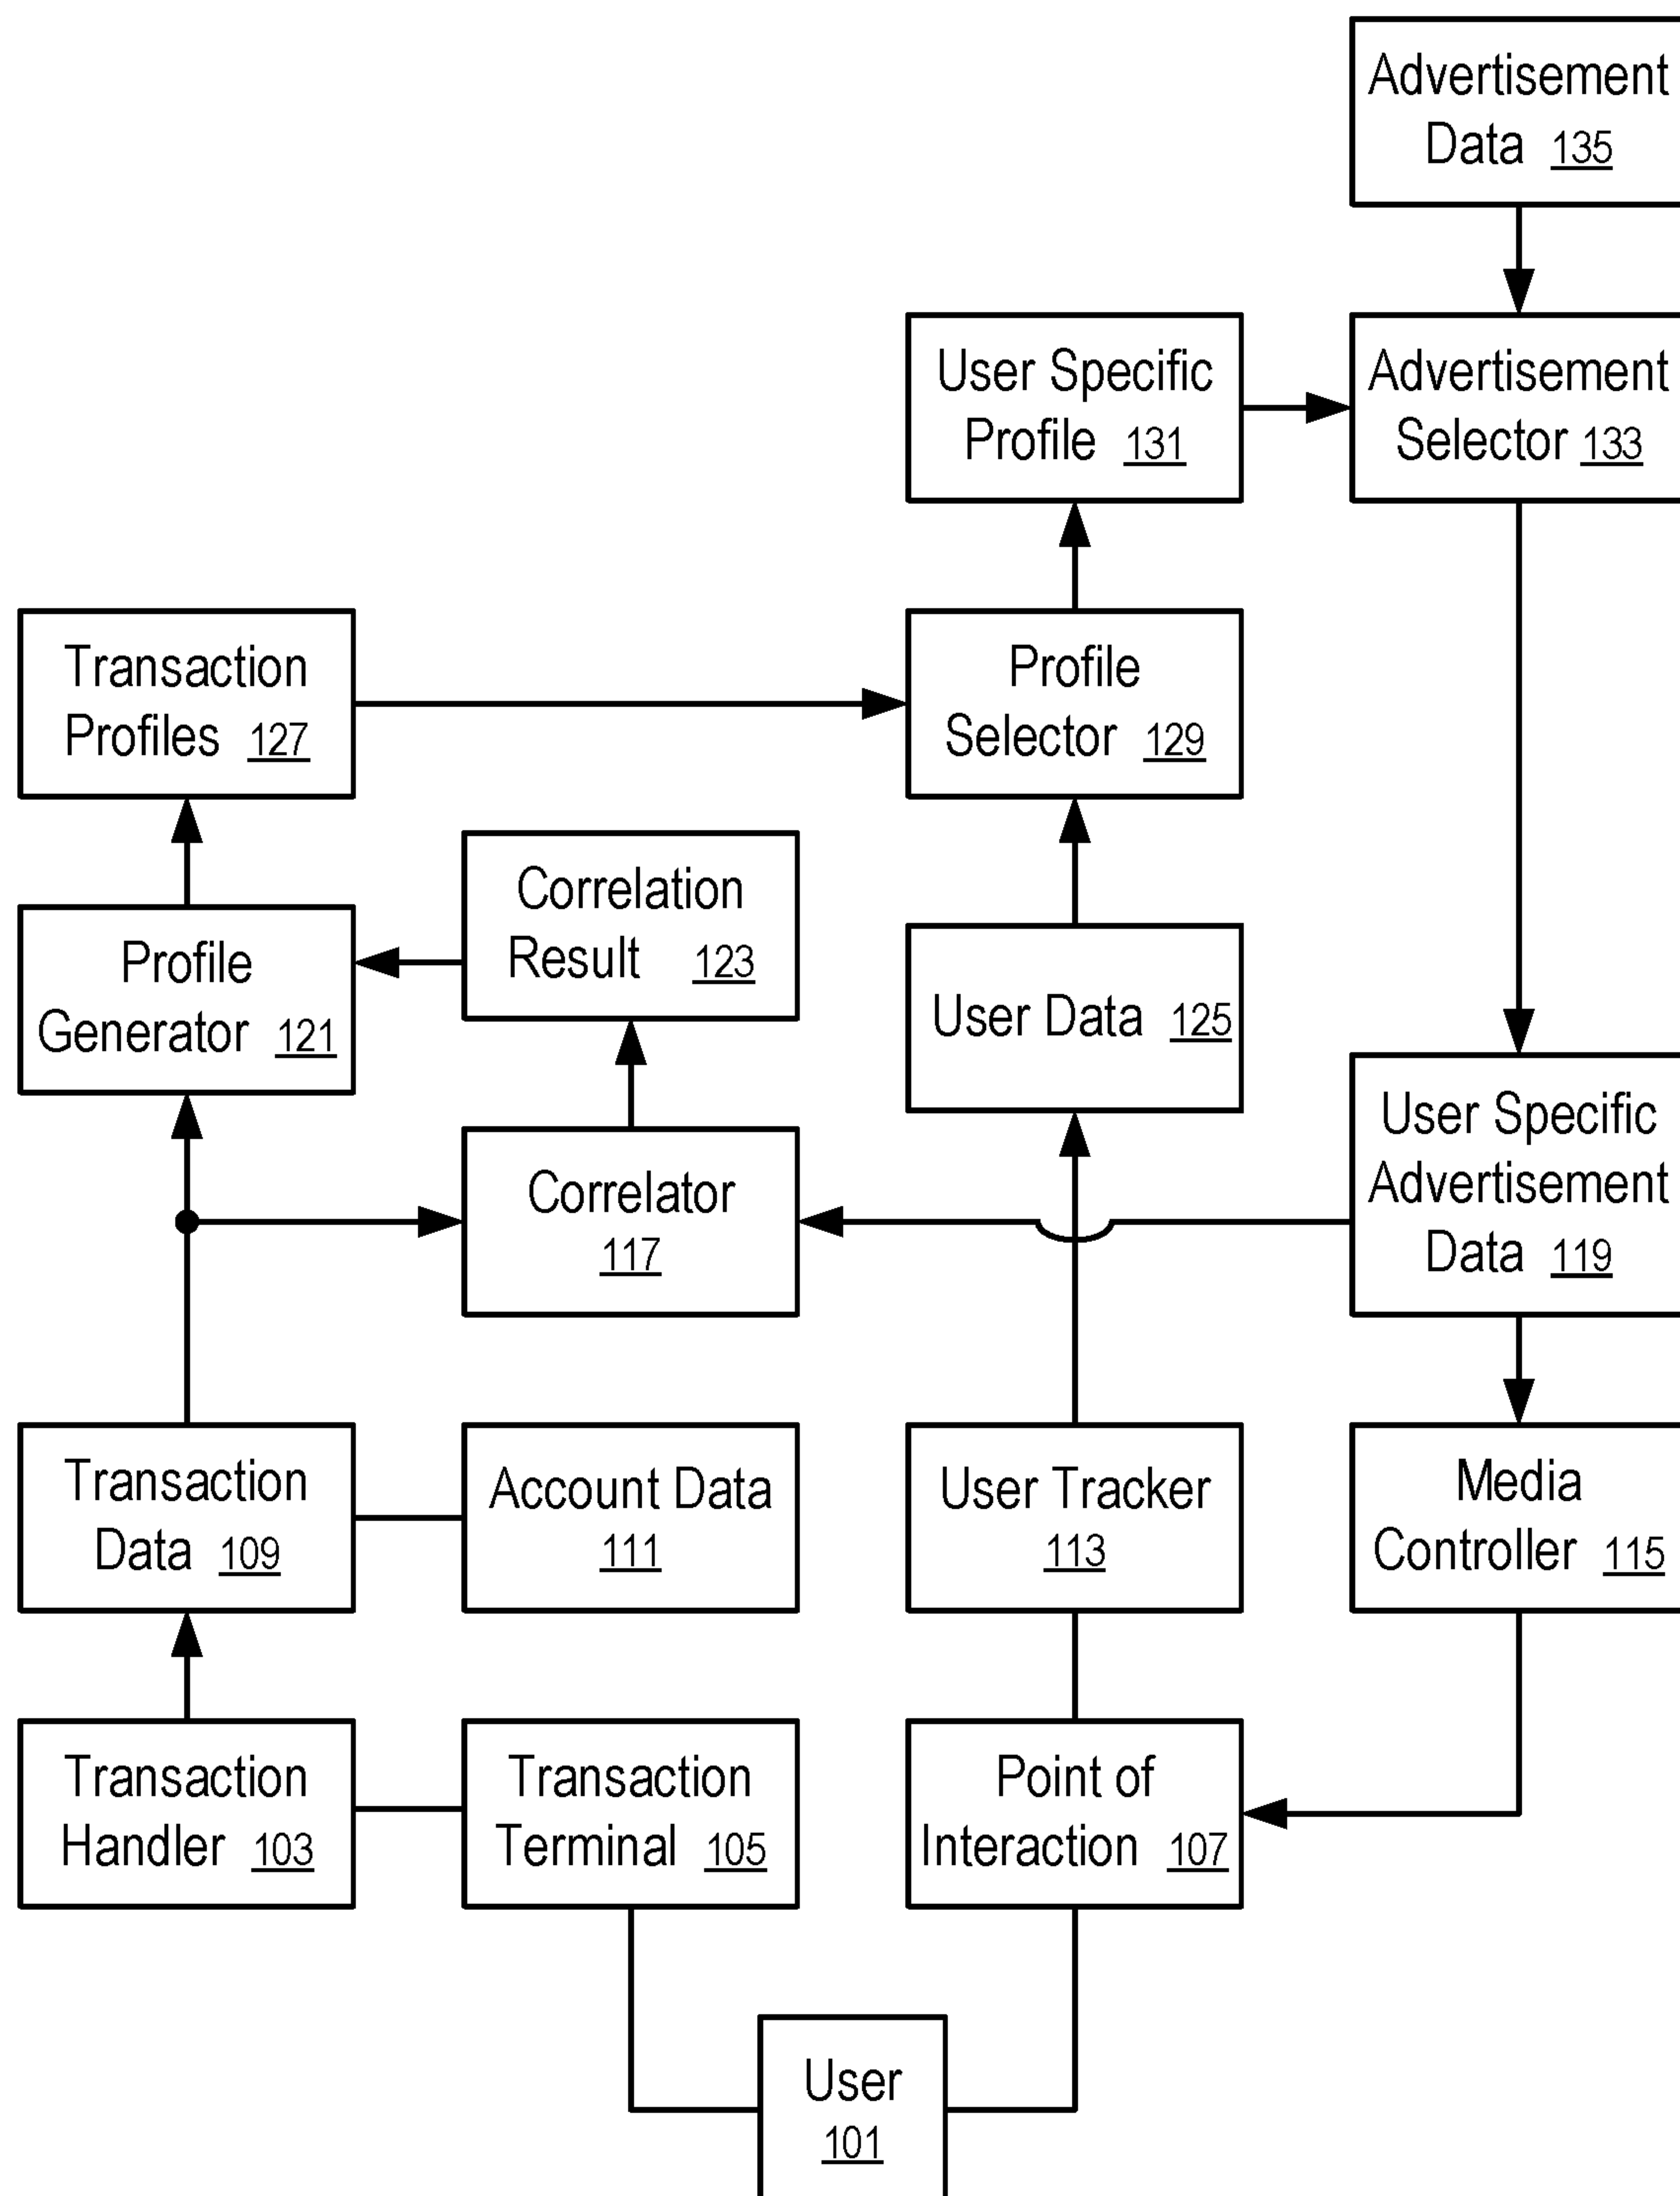 Advertisement
Data 135
User Specific
Profile 131
Advertisement
Selector 133
Transaction
Profiles 127
Profile
Selector 129
Correlation
Result 123
Profile
Generator 121
User Data 125
User Specific
Advertisement
Data 119
Correlator
117
Transaction
Data 109
Account Data
111
User Tracker
113
Media
Controller 115
Transaction
Handler 103
Transaction
Terminal 105
Point of
Interaction 107
User
101